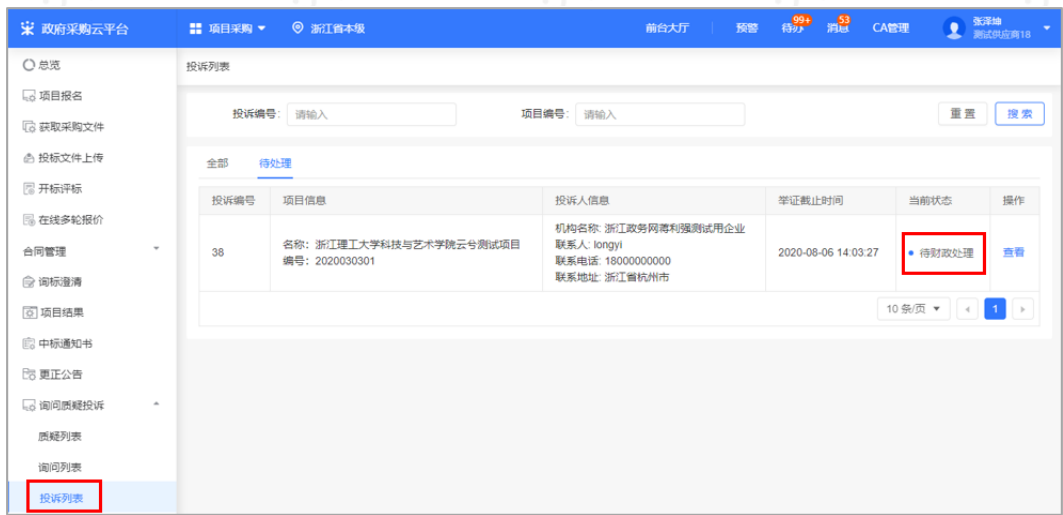 政府采购云平台
项目采购
浙江省本级
前台大厅
预警
待办
99+
消息
53
CA管理
张泽坤
测试供应商18
总览
项目报名
获取采购文件
投标文件上传
开标评标
在线多轮报价
合同管理
询标澄清
项目结果
中标通知书
更正公告
询问质疑投诉
质疑列表
询问列表
投诉列表
投诉列表
投诉编号: 请输入
项目编号: 请输入
重置
搜索
全部
待处理
投诉编号 项目信息 投诉人信息 举证截止时间 当前状态 操作
38
名称：浙江理工大学科技与艺术学院云兮测试项目
编号：2020030301
机构名称: 浙江政务网蒋利强测试用企业
联系人: longyi
联系电话: 18000000000
联系地址: 浙江省杭州市
2020-08-06 14:03:27
待财政处理
查看
10 条/页
1